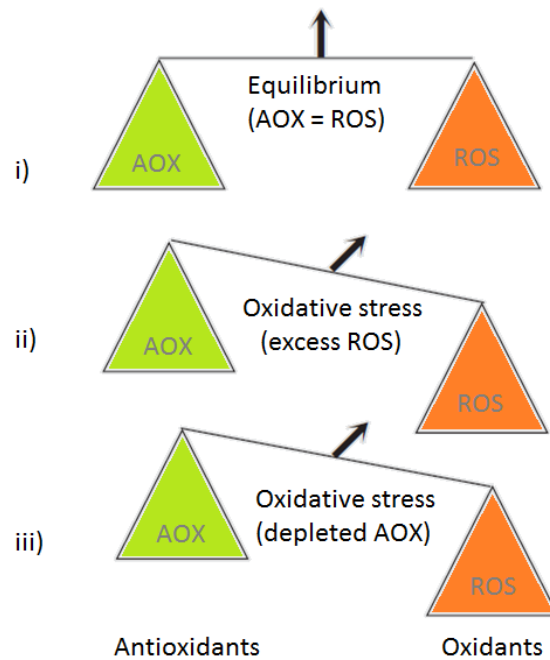 Equilibrium
(AOX = ROS)
AOX
ROS
i)
Oxidative stress
(excess ROS)
ii)
AOX
ROS
Oxidative stress
(depleted AOX)
iii)
AOX
ROS
Antioxidants
Oxidants